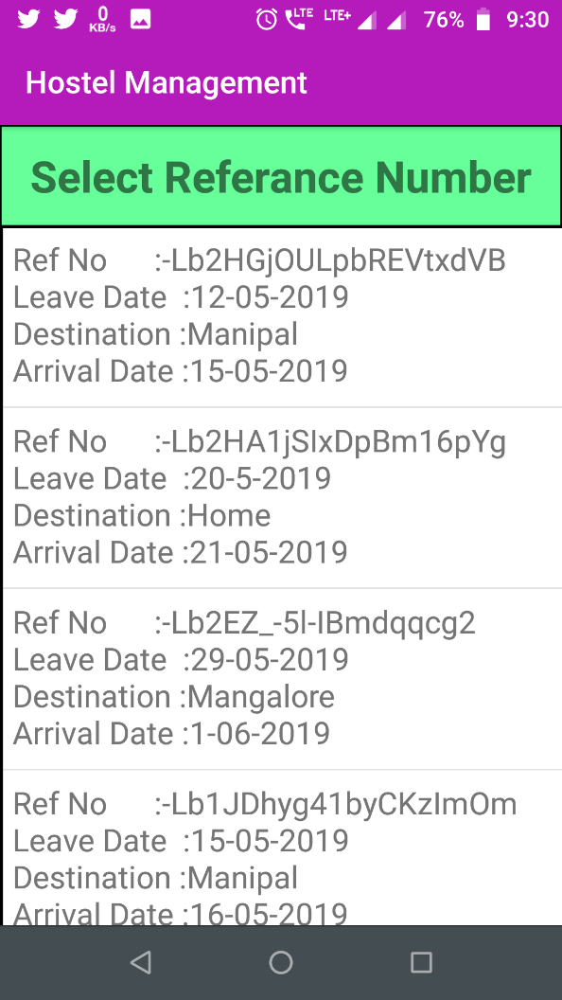 0
KB/s
LTE
LTE+
76%
9:30
Hostel Management
Select Referance Number
Ref No :-Lb2HGjOULpbREVtxdVB
Leave Date :12-05-2019
Destination :Manipal
Arrival Date :15-05-2019
Ref No :-Lb2HA1jSIxDpBm16pYg
Leave Date :20-5-2019
Destination :Home
Arrival Date :21-05-2019
Ref No :-Lb2EZ_-5l-IBmdqqcg2
Leave Date :29-05-2019
Destination :Mangalore
Arrival Date :1-06-2019
Ref No :-Lb1JDhyg41byCKzImOm
Leave Date :15-05-2019
Destination :Manipal
Arrival Date :16-05-2019